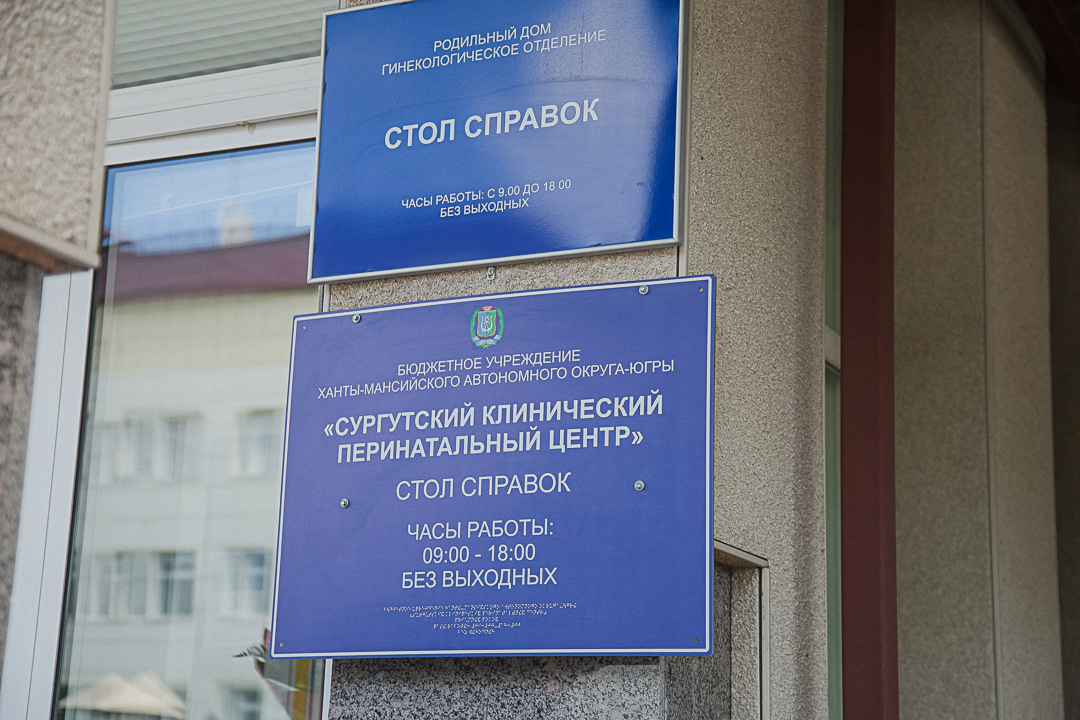 РОДИЛЬНЫЙ ДОМ
ГИНЕКОЛОГИЧЕСКОЕ ОТДЕЛЕНИЕ
СТОЛ СПРАВОК
ЧАСЫ РАБОТЫ: С 9.00 ДО 18 00
БЕЗ ВЫХОДНЫХ
БЮДЖЕТНОЕ УЧРЕЖДЕНИЕ
ХАНТЫ-МАНСИЙСКОГО АВТОНОМНОГО ОКРУГА-ЮГРЫ
«СУРГУТСКИЙ КЛИНИЧЕСКИЙ
ПЕРИНАТАЛЬНЫЙ ЦЕНТР»
СТОЛ СПРАВОК
ЧАСЫ РАБОТЫ:
09:00 - 18:00
БЕЗ ВЫХОДНЫХ